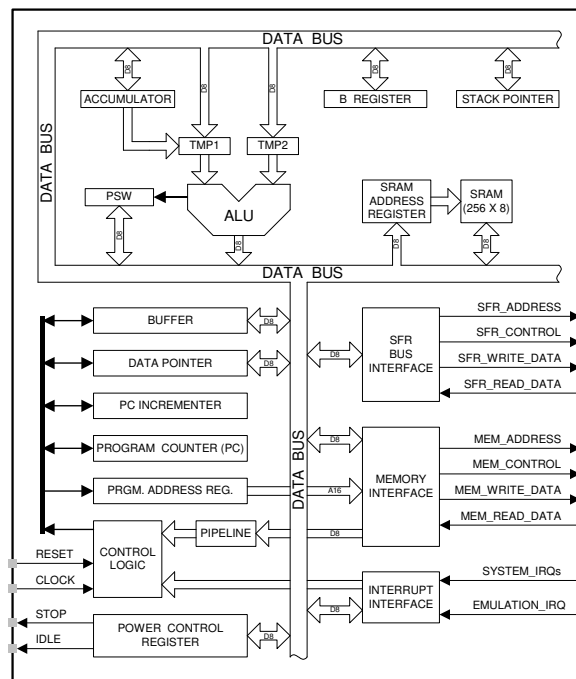 DATA BUS
D8
D8
D8
D8
D8
ACCUMULATOR
B REGISTER
STACK POINTER
DATA BUS
TMP1
TMP2
PSW
ALU
SRAM
ADDRESS
REGISTER
SRAM
(256 X 8)
D8
D8
D8
D8
DATA BUS
BUFFER
D8
DATA POINTER
D8
PC INCREMENTER
PROGRAM COUNTER (PC)
PRGM. ADDRESS REG.
DATA BUS
D8
SFR
BUS
INTERFACE
SFR_ADDRESS
SFR_CONTROL
SFR_WRITE_DATA
SFR_READ_DATA
D8
A16
D8
MEMORY
INTERFACE
MEM_ADDRESS
MEM_CONTROL
MEM_WRITE_DATA
MEM_READ_DATA
PIPELINE
CONTROL
LOGIC
RESET
CLOCK
INTERRUPT
INTERFACE
SYSTEM_IRQs
EMULATION_IRQ
D8
STOP
IDLE
POWER CONTROL
REGISTER
D8